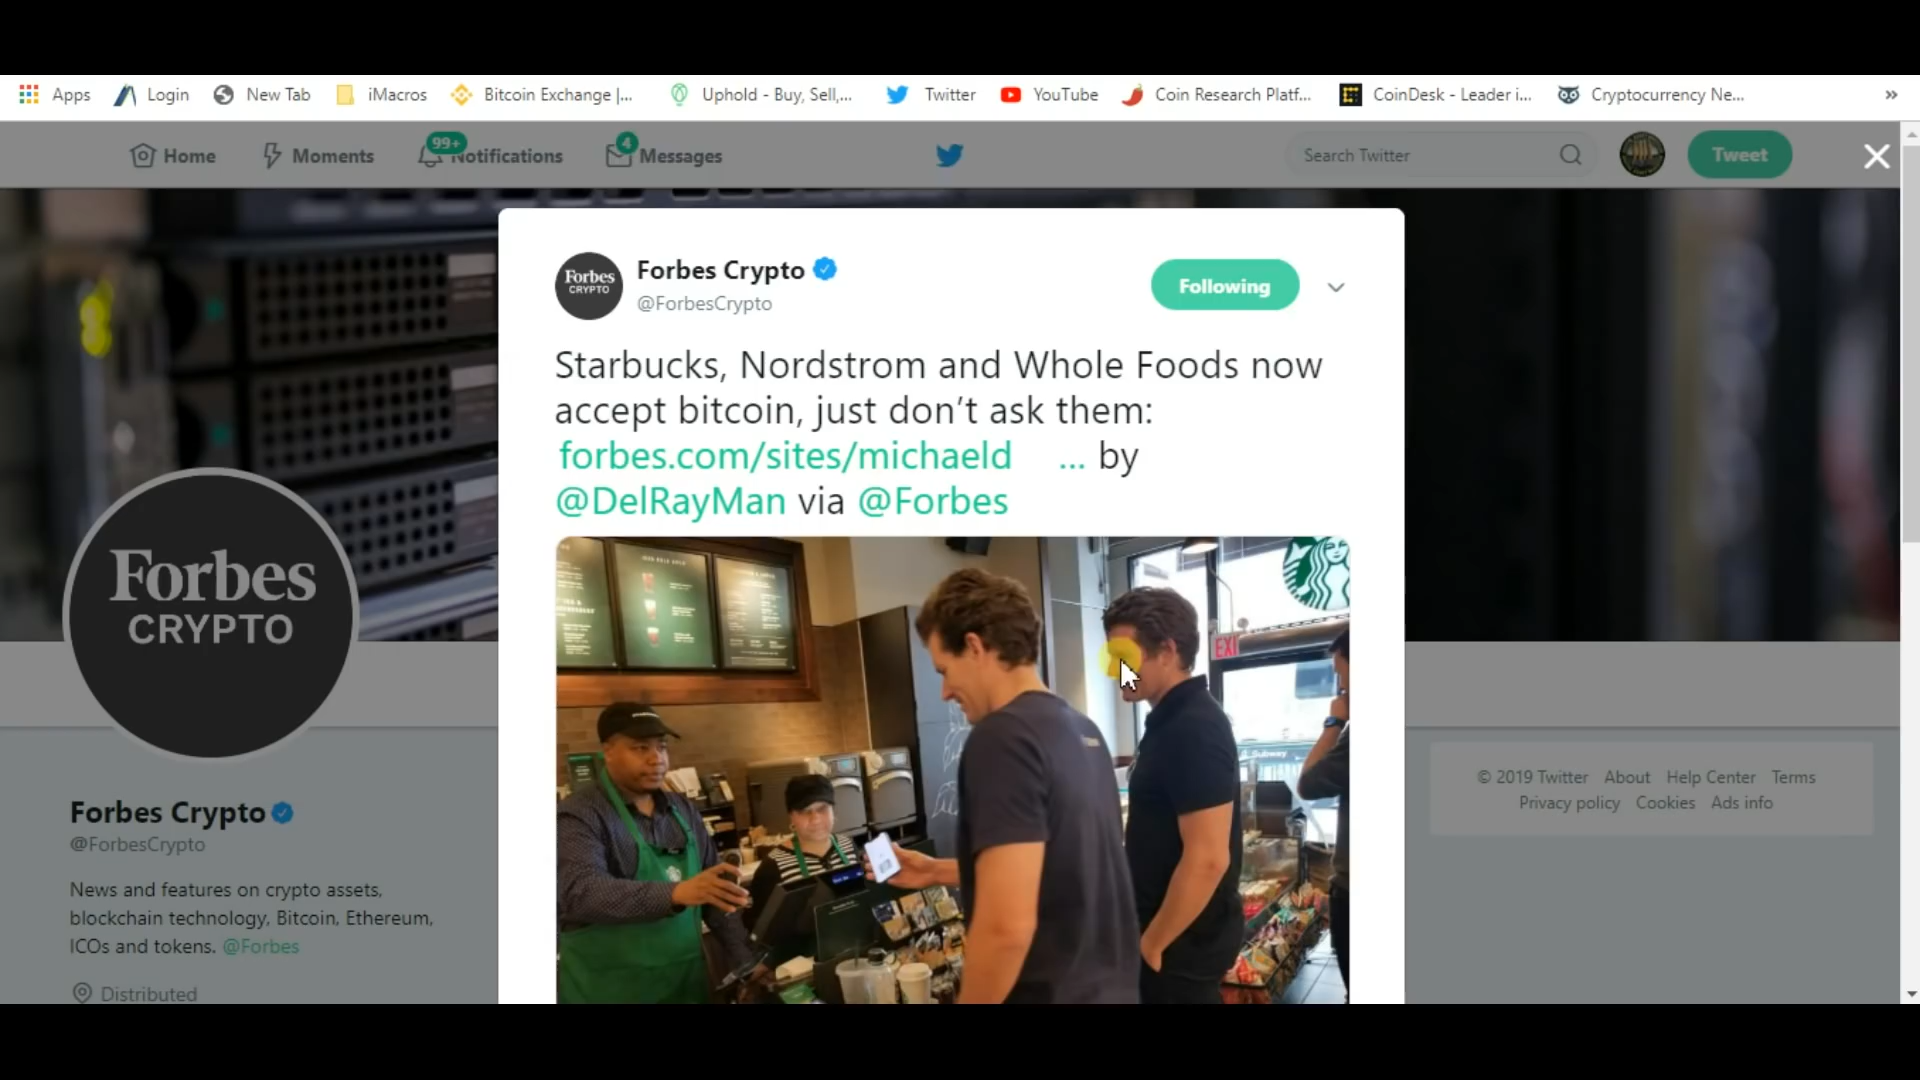 Apps
Login
New Tab
iMacros
Bitcoin Exchange |...
Uphold - Buy, Sell,...
Twitter
YouTube
Coin Research Platf...
CoinDesk - Leader i...
Cryptocurrency Ne...
»
Home
Moments
99+
Notifications
4
Messages
Search Twitter
Tweet
Forbes
CRYPTO
Forbes Crypto
@ForbesCrypto
Following
Starbucks, Nordstrom and Whole Foods now
accept bitcoin, just don’t ask them:
forbes.com/sites/michaeld ... by
@DelRayMan via @Forbes
EXI
Subway
Forbes
CRYPTO
Forbes Crypto
@ForbesCrypto
News and features on crypto assets,
blockchain technology, Bitcoin, Ethereum,
ICOs and tokens. @Forbes
Distributed
© 2019 Twitter About Help Center Terms
Privacy policy Cookies Ads info